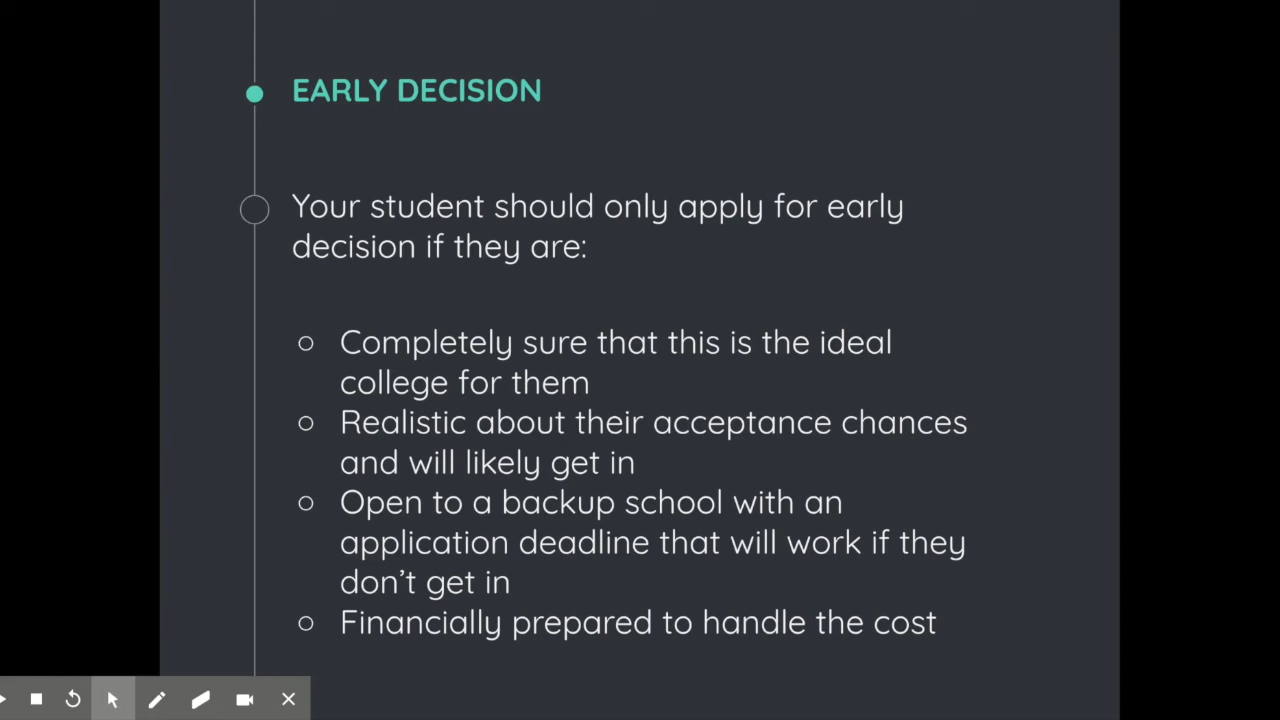 EARLY DECISION
Your student should only apply for early
decision if they are:
Completely sure that this is the ideal
college for them
Realistic about their acceptance chances
and will likely get in
Open to a backup school with an
application deadline that will work if they
don’t get in
Financially prepared to handle the cost